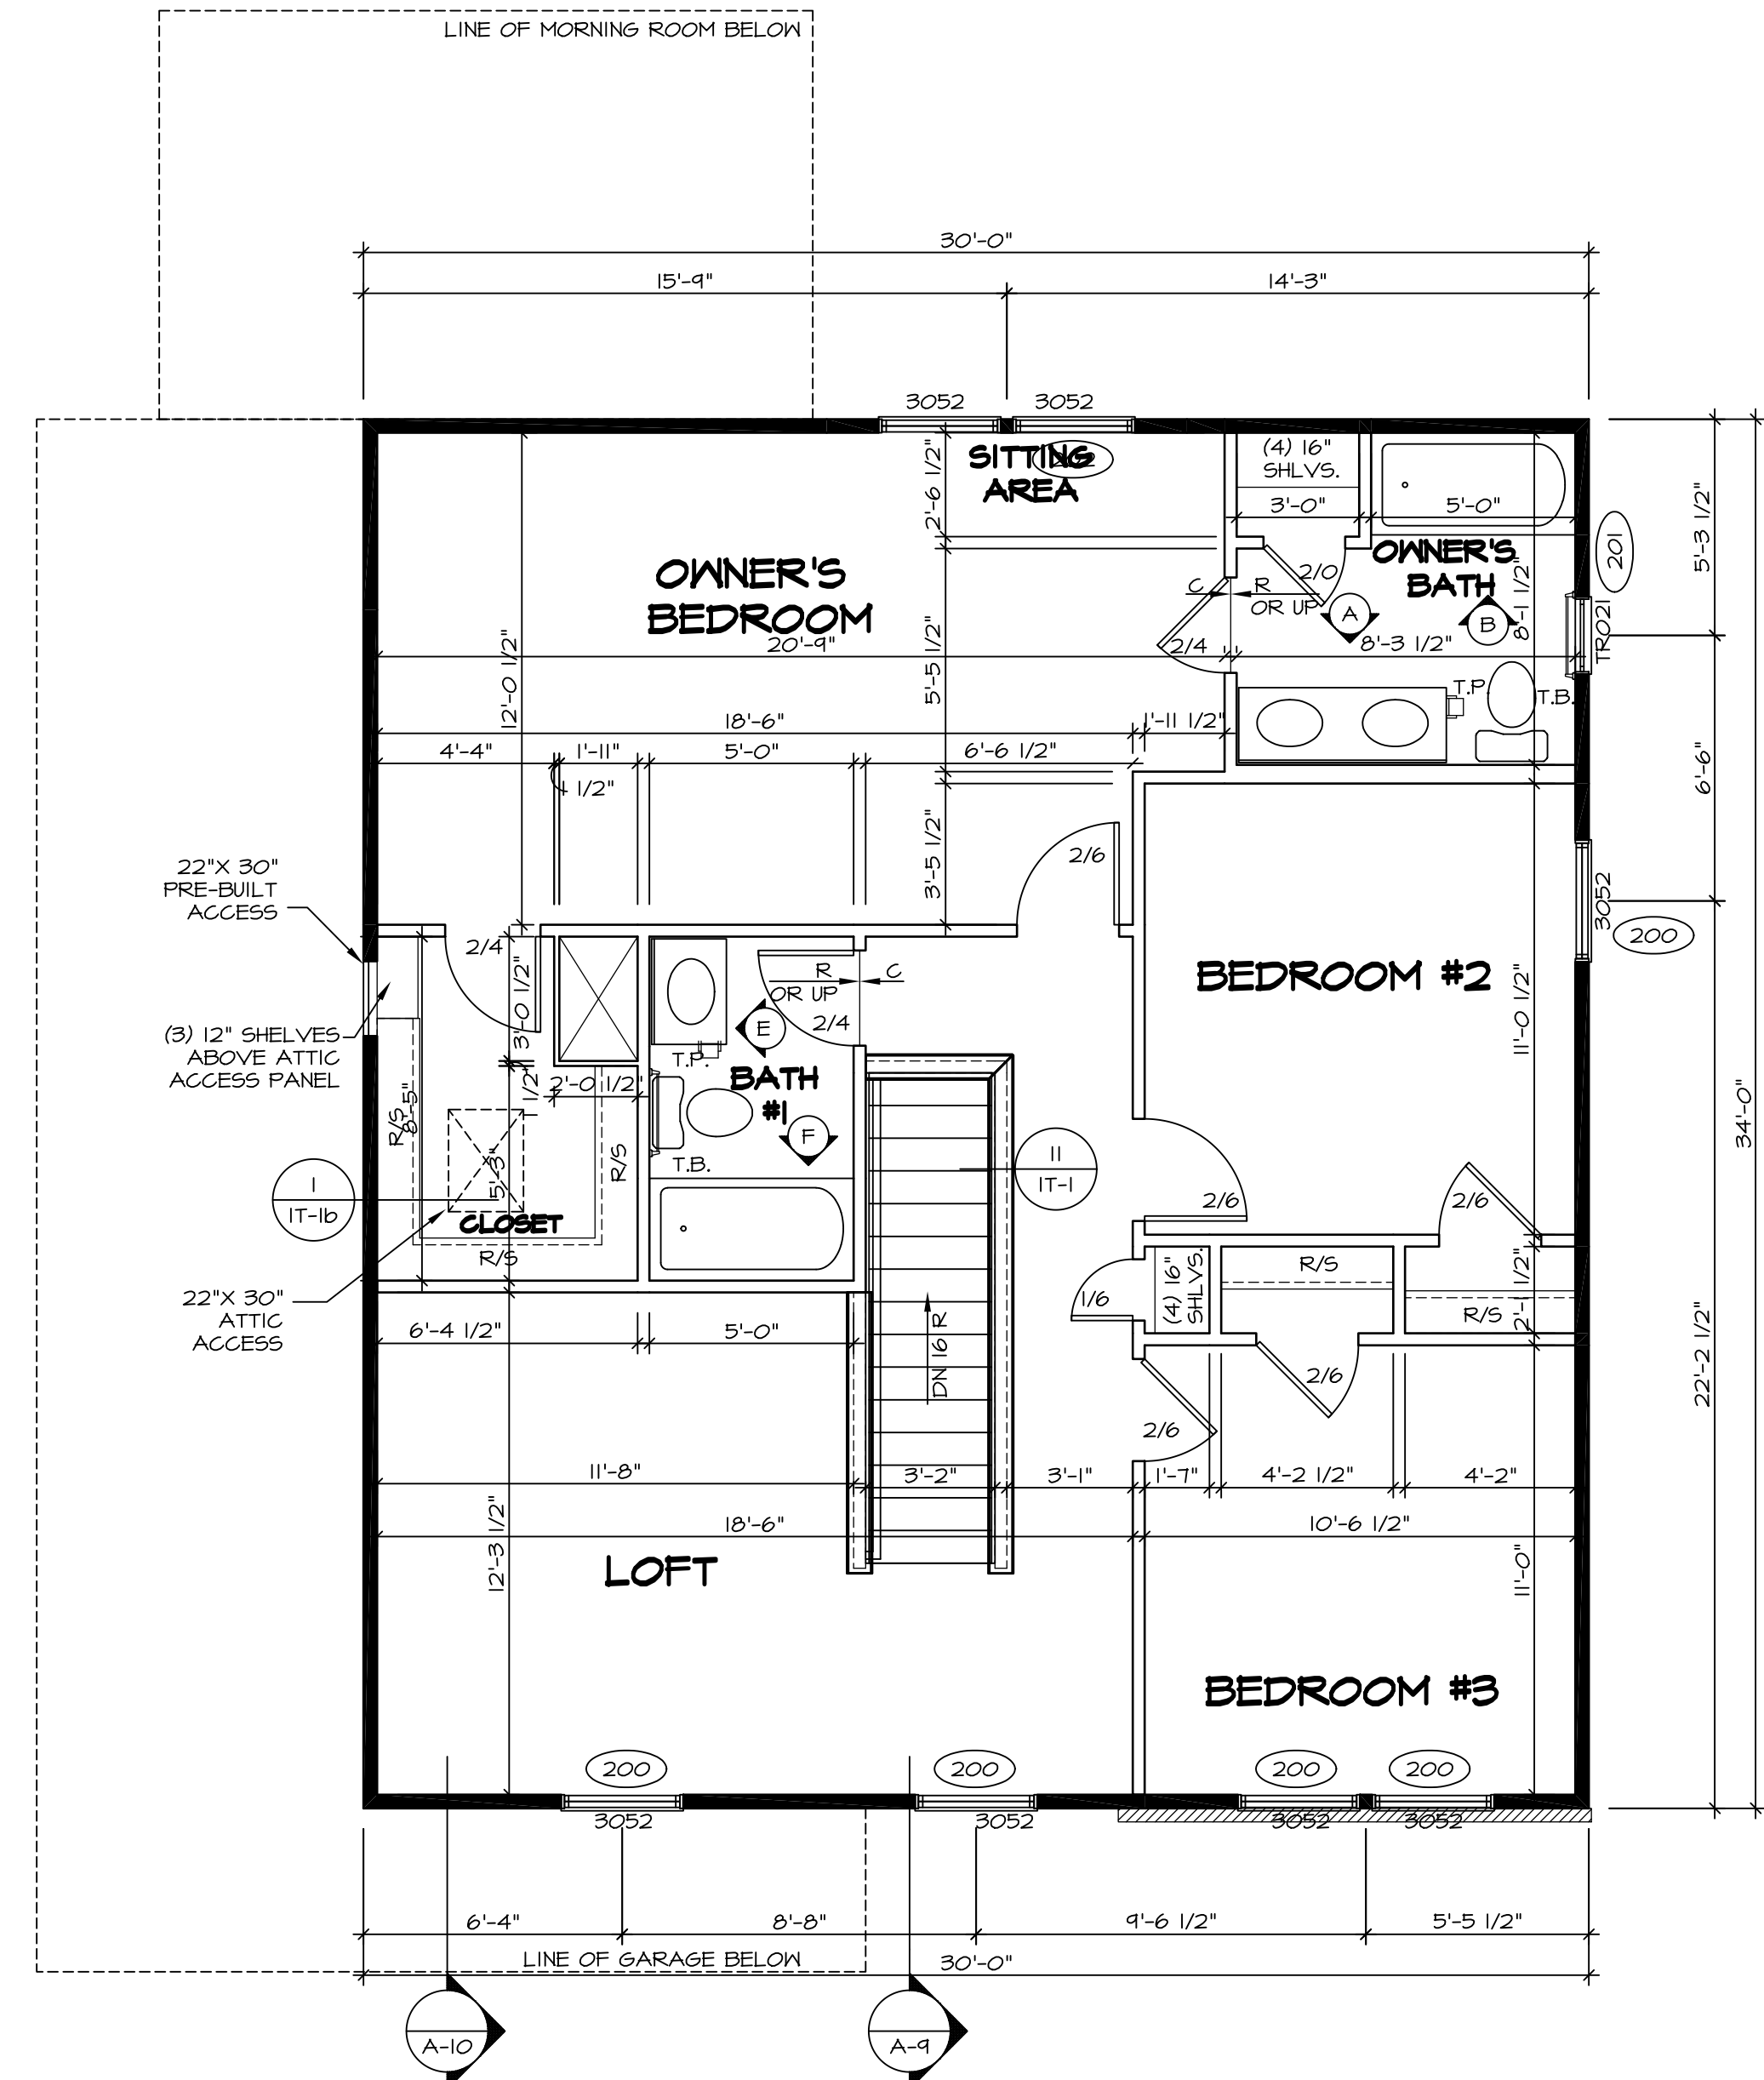 LINE OF MORNING ROOM BELOW
30'-0"
15'-9"
14'-3"
3052
3052
SITTING
AREA
2'-6 1/2"
(4) 16"
SHLVS.
3'-0"
5'-0"
5'-3 1/2"
201
OWNER'S
BEDROOM
OWNER'S
BATH
2/0
C
R
OR UP
A
B
8'-1 1/2"
TR021
20'-9"
2/4
8'-3 1/2"
12'-0 1/2"
5'-5 1/2"
T.P.
T.B.
18'-6"
1'-11 1/2"
4'-4"
1'-11"
5'-0"
6'-6 1/2"
6'-6"
1/2"
3'-5 1/2"
2/6
22"X 30"
PRE-BUILT
ACCESS
3052
200
2/4
R
OR UP
C
BEDROOM #2
3'-0 1/2"
2/4
E
11'-0 1/2"
(3) 12" SHELVES
ABOVE ATTIC
ACCESS PANEL
T.P.
BATH
#1
1 1/2"
2'-0 1/2"
R/S
8'-5"
F
34'-0"
5'-3"
R/S
T.B.
11
IT-1
1
IT-1b
CLOSET
R/S
2/6
2/6
22"X 30"
ATTIC
ACCESS
(4) 16"
SHLVS.
R/S
R/S
2'-1 1/2"
1/6
6'-4 1/2"
5'-0"
DN 16 R
2/6
2/6
22'-2 1/2"
11'-8"
3'-2"
3'-1"
1'-7"
4'-2 1/2"
4'-2"
18'-6"
10'-6 1/2"
12'-3 1/2"
LOFT
11'-0"
BEDROOM #3
200
200
200
200
3052
3052
3052
3052
6'-4"
8'-8"
9'-6 1/2"
5'-5 1/2"
LINE OF GARAGE BELOW
30'-0"
A-10
A-9